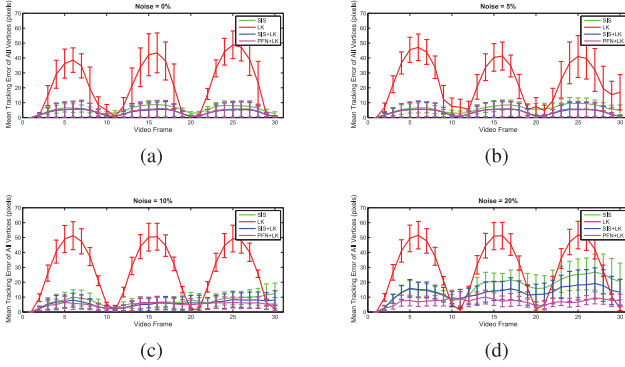 Noise = 0%
Mean Tracking Error of All Vertices (pixels)
70
60
50
40
30
20
10
0
0 5 10 15 20 25 30
Video Frame
SIS
LK
SIS+LK
PFN+LK
(a)
Noise = 5%
Mean Tracking Error of All Vertices (pixels)
70
60
50
40
30
20
10
0
0 5 10 15 20 25 30
Video Frame
SIS
LK
SIS+LK
PFN+LK
(b)
Noise = 10%
Mean Tracking Error of All Vertices (pixels)
70
60
50
40
30
20
10
0
0 5 10 15 20 25 30
Video Frame
SIS
LK
SIS+LK
PFN+LK
(c)
Noise = 20%
Mean Tracking Error of All Vertices (pixels)
70
60
50
40
30
20
10
0
0 5 10 15 20 25 30
Video Frame
SIS
LK
SIS+LK
PFN+LK
(d)